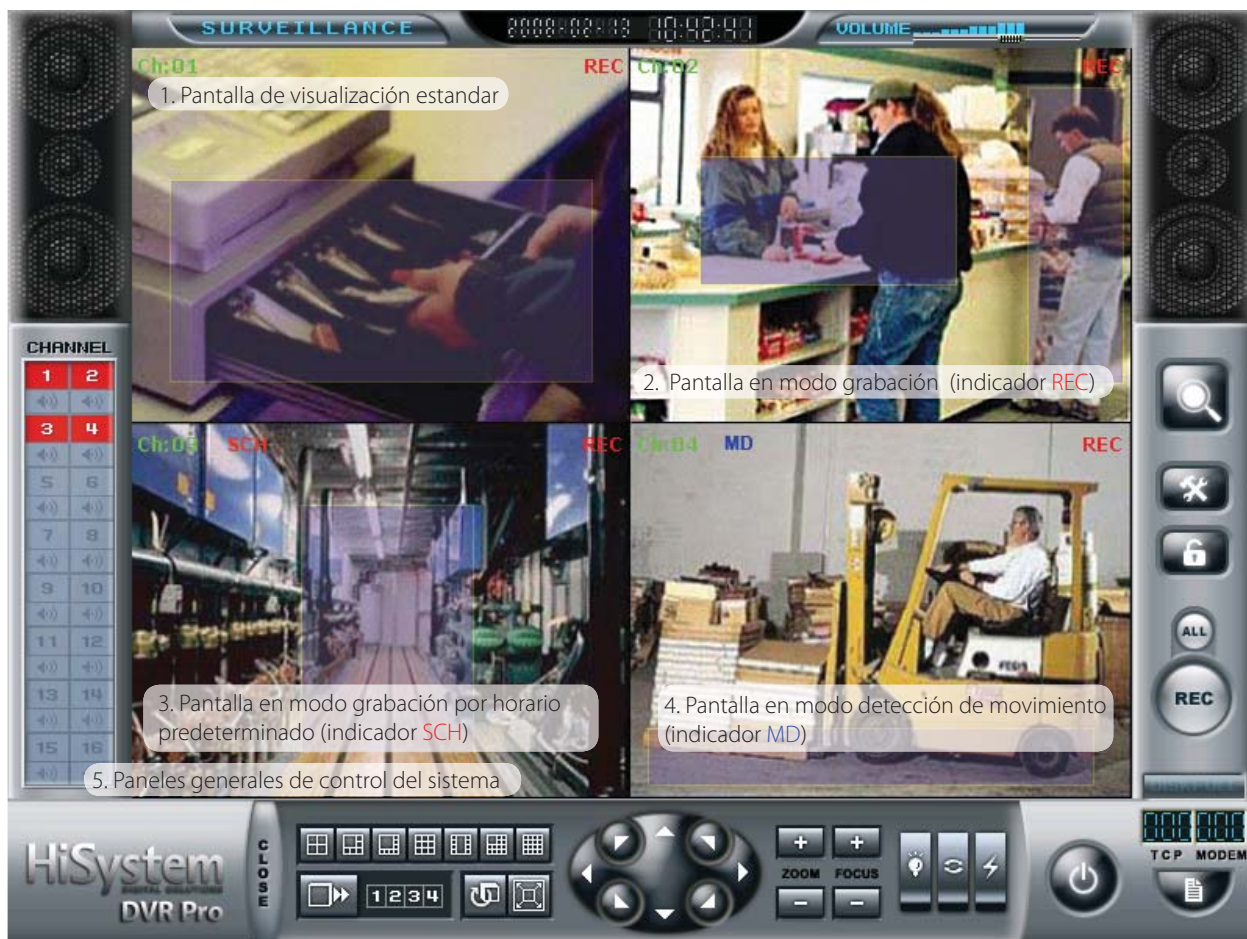 SURVEILLANCE
VOLUME
Ch:01 REC
1. Pantalla de visualización estandar
Ch:02 REC
2. Pantalla en modo grabación (indicador REC)
CHANNEL
1 2
3 4
5 6
7 8
9 10
11 12
13 14
15 16
Ch:03 SCH REC
3. Pantalla en modo grabación por horario
predeterminado (indicador SCH)
Ch:04 MD REC
4. Pantalla en modo detección de movimiento
(indicador MD)
5. Paneles generales de control del sistema
ALL
REC
HiSystem
DIGITAL SOLUTIONS
DVR Pro
CLOSE
1 2 3 4
ZOOM FOCUS
TCP MODEM